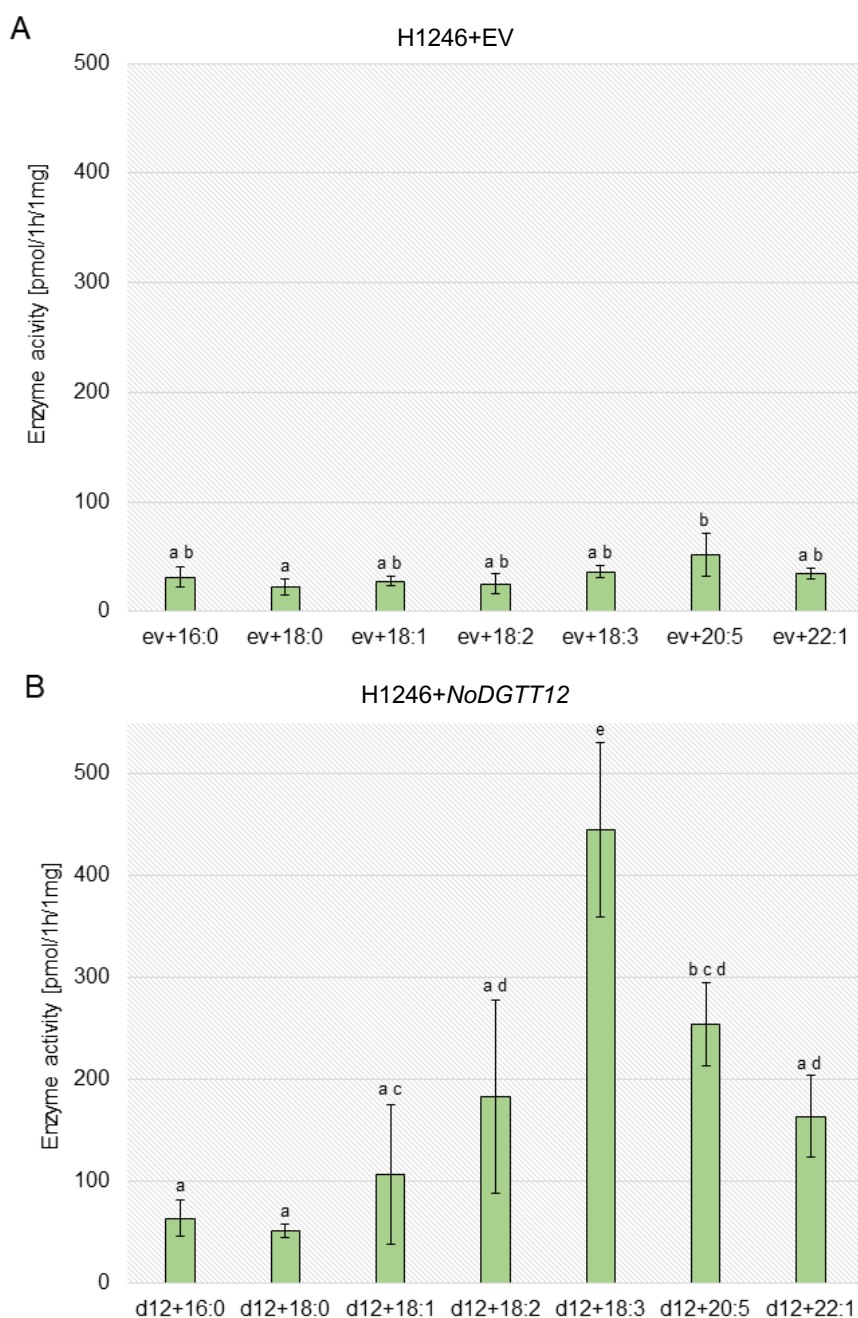 A
H1246+EV
Enzyme acivity [pmol/1h/1mg]
500
400
300
200
100
0
a b
a
a b
a b
a b
b
a b
ev+16:0 ev+18:0 ev+18:1 ev+18:2 ev+18:3 ev+20:5 ev+22:1
B
H1246+NoDGTT12
Enzyme activity [pmol/1h/1mg]
500
400
300
200
100
0
a
a
a c
a d
e
b c d
a d
d12+16:0 d12+18:0 d12+18:1 d12+18:2 d12+18:3 d12+20:5 d12+22:1